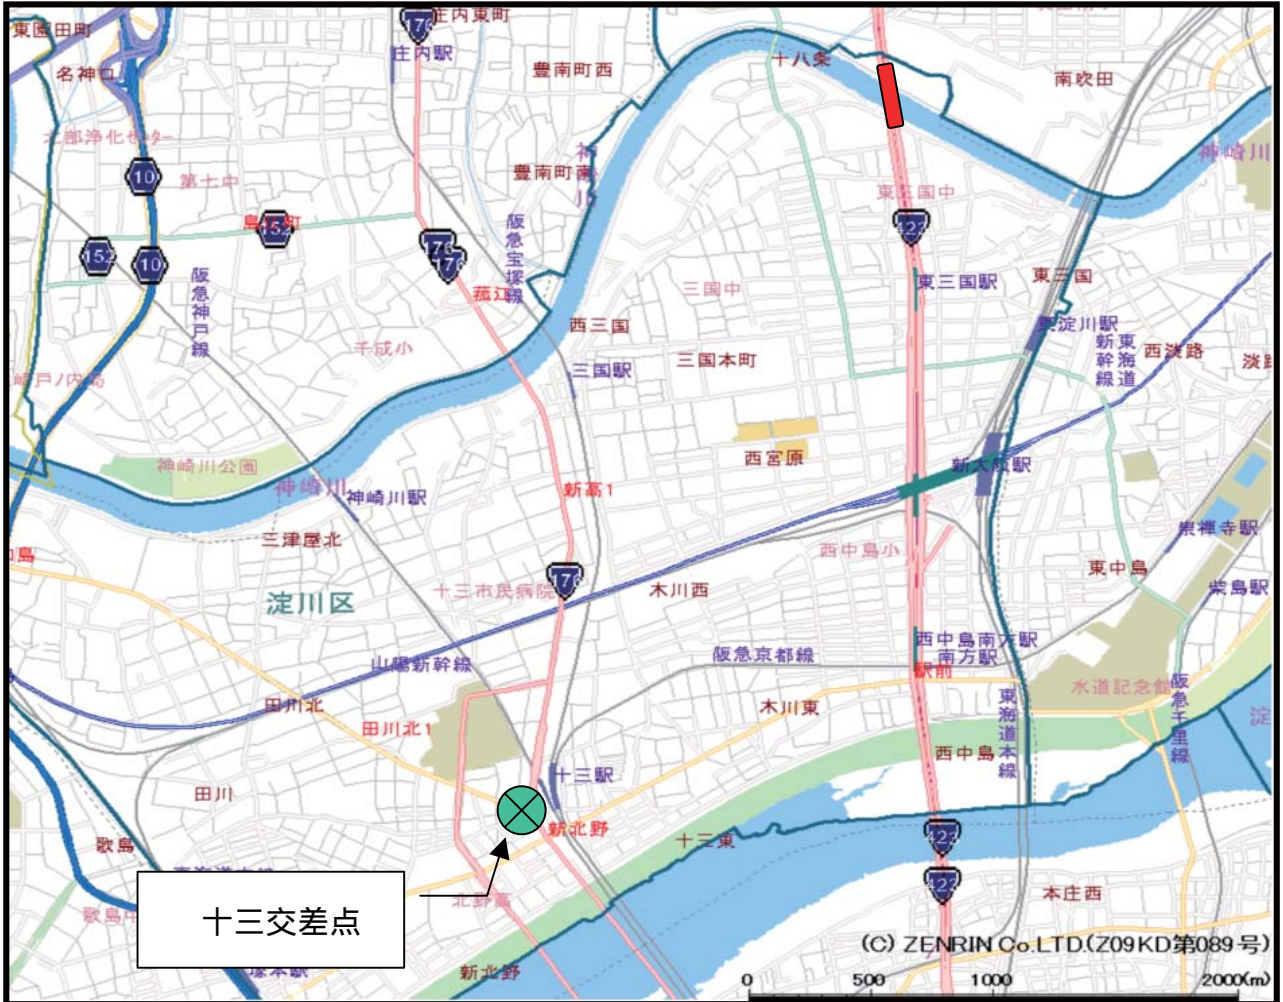 東園田町
176
庄内東町
庄内駅
名神口
豊南町西
十八条
南吹田
北部浄化センター
10
第七中
豊南町南
神崎川
神崎川
東三国中
152
152
10
阪急神戸線
176
176
阪急宝塚線
423
菰江
東三国駅
東三国
三国中
西三国
千成小
三国駅
三国本町
東淀川駅
東海道新幹線
西淡路
神崎川公園
神崎川
神崎川駅
新高1
西宮原
新大阪駅
三津屋北
西中島小
崇禅寺駅
東中島
柴島駅
淀川区
十三市民病院
176
木川西
山陽新幹線
阪急京都線
西中島南方駅
南方駅
駅前
水道記念館
阪急千里線
田川北
田川北1
木川東
東海道本線
西中島
田川
十三駅
新北野
十三東
歌島
423
423
本庄西
北野高
十三交差点
塚本駅
新北野
(C) ZENRIN Co.LTD.(Z09KD第089号)
0 500 1000 2000(m)